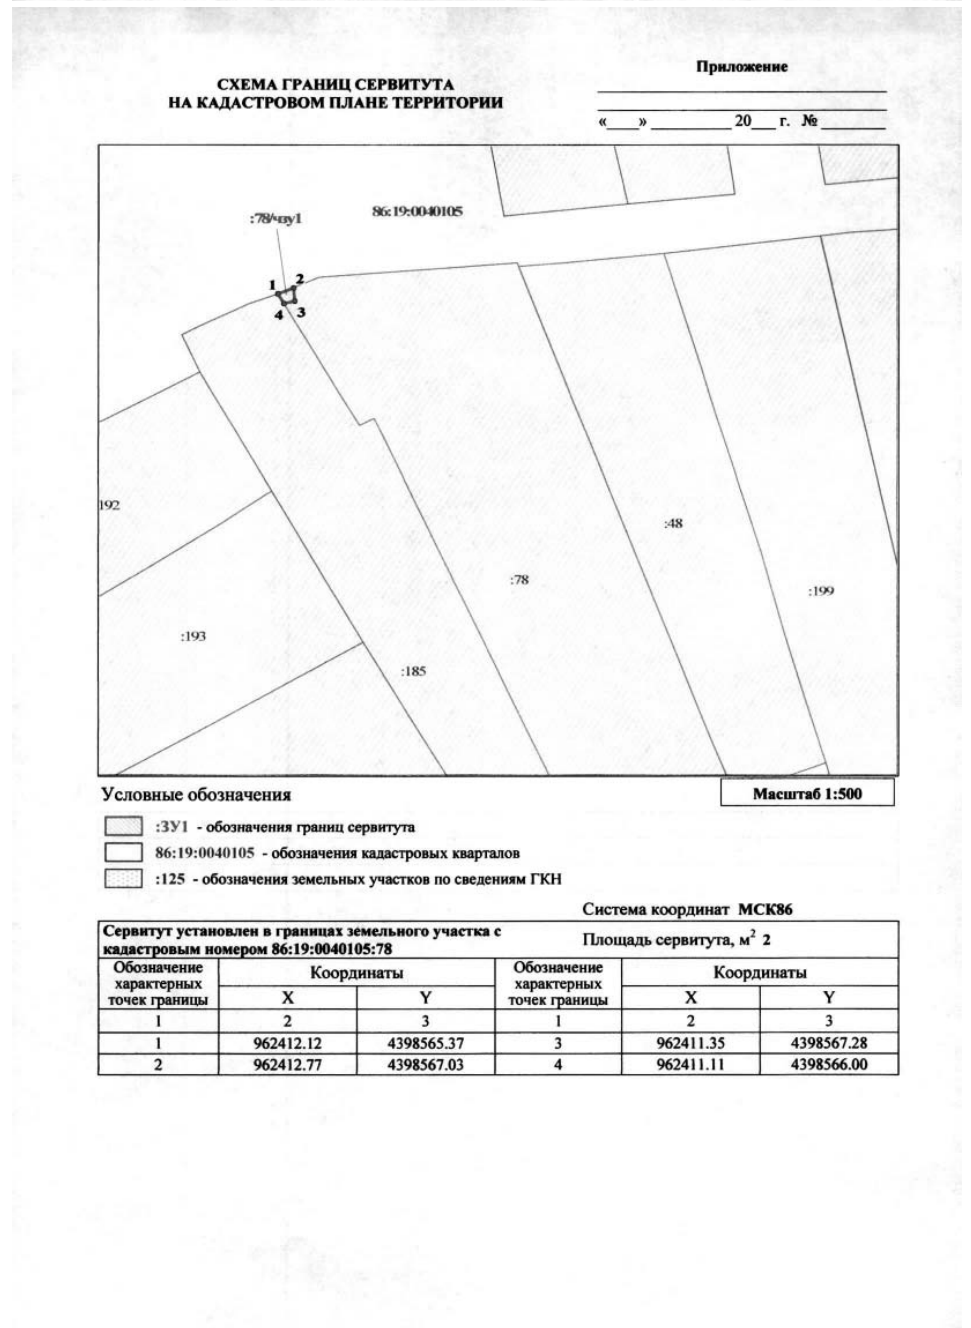 Приложение
СХЕМА ГРАНИЦ СЕРВИТУТА
НА КАДАСТРОВОМ ПЛАНЕ ТЕРРИТОРИИ
«____» __________ 20___ г. № ________
:78/чзу1
86:19:0040105
1
2
3
4
192
:48
:78
:199
:193
:185
Условные обозначения
Масштаб 1:500
:ЗУ1 - обозначения границ сервитута
86:19:0040105 - обозначения кадастровых кварталов
:125 - обозначения земельных участков по сведениям ГКН
Система координат МСК86
Сервитут установлен в границах земельного участка с
кадастровым номером 86:19:0040105:78
Площадь сервитута, м² 2
Обозначение
характерных
точек границы
Координаты
X Y
Обозначение
характерных
точек границы
Координаты
X Y
1 2 3 1 2 3
1 962412.12 4398565.37 3 962411.35 4398567.28
2 962412.77 4398567.03 4 962411.11 4398566.00